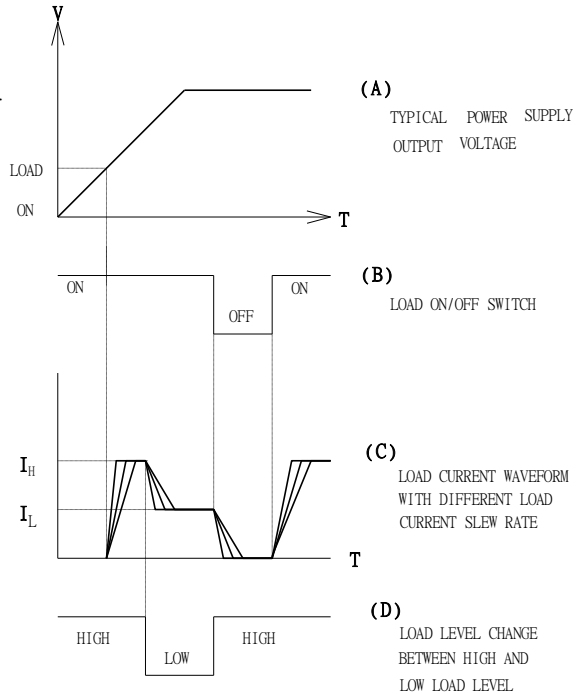 V
(A)
TYPICAL POWER SUPPLY
OUTPUT VOLTAGE
LOAD
ON
T
ON
OFF
ON
(B)
LOAD ON/OFF SWITCH
(C)
I_H
LOAD CURRENT WAVEFORM
WITH DIFFERENT LOAD
CURRENT SLEW RATE
I_L
T
(D)
HIGH
LOW
HIGH
LOAD LEVEL CHANGE
BETWEEN HIGH AND
LOW LOAD LEVEL